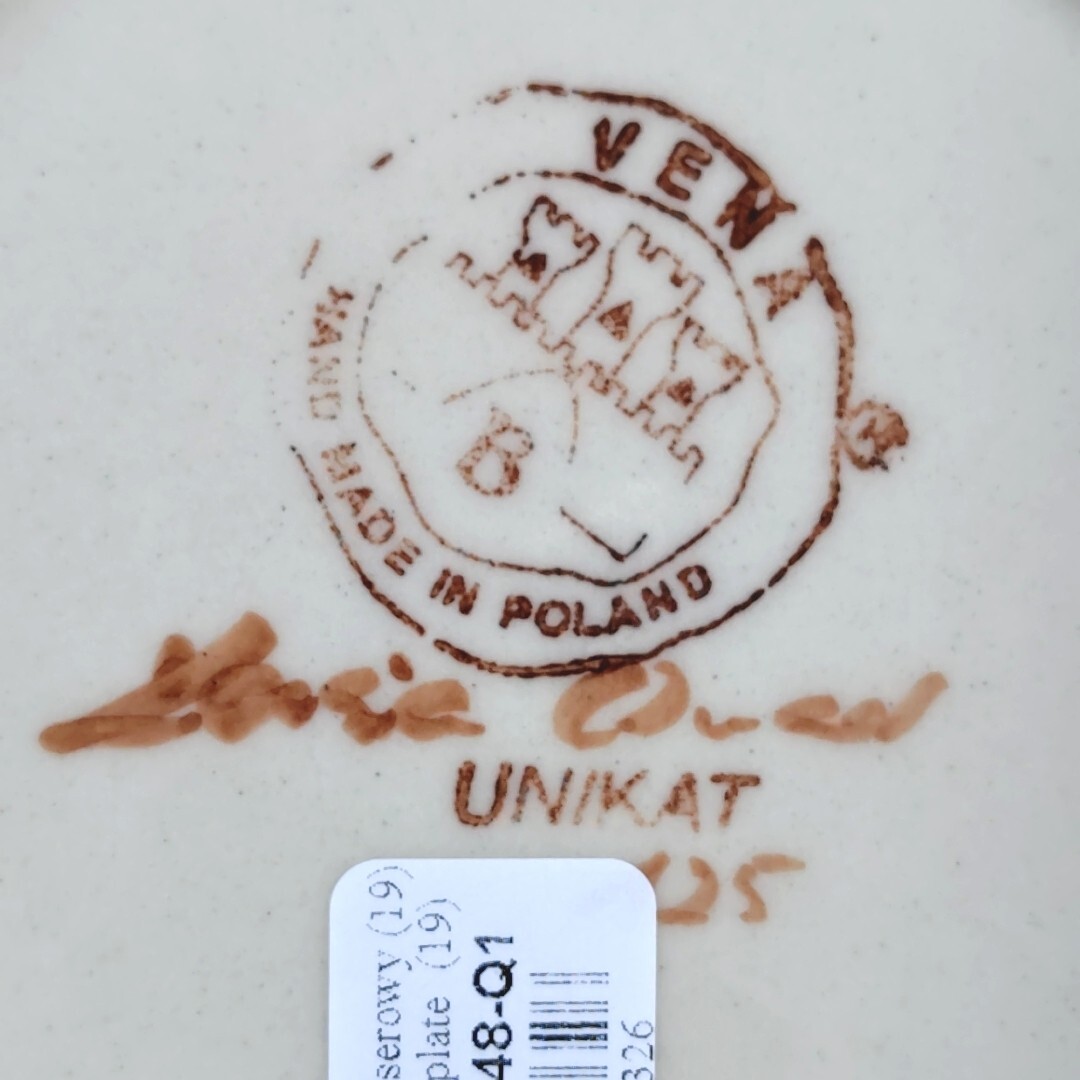 VENA
HAND MADE IN POLAND
B
UNIKAT
serowy (19)
plate (19)
48-Q1
326